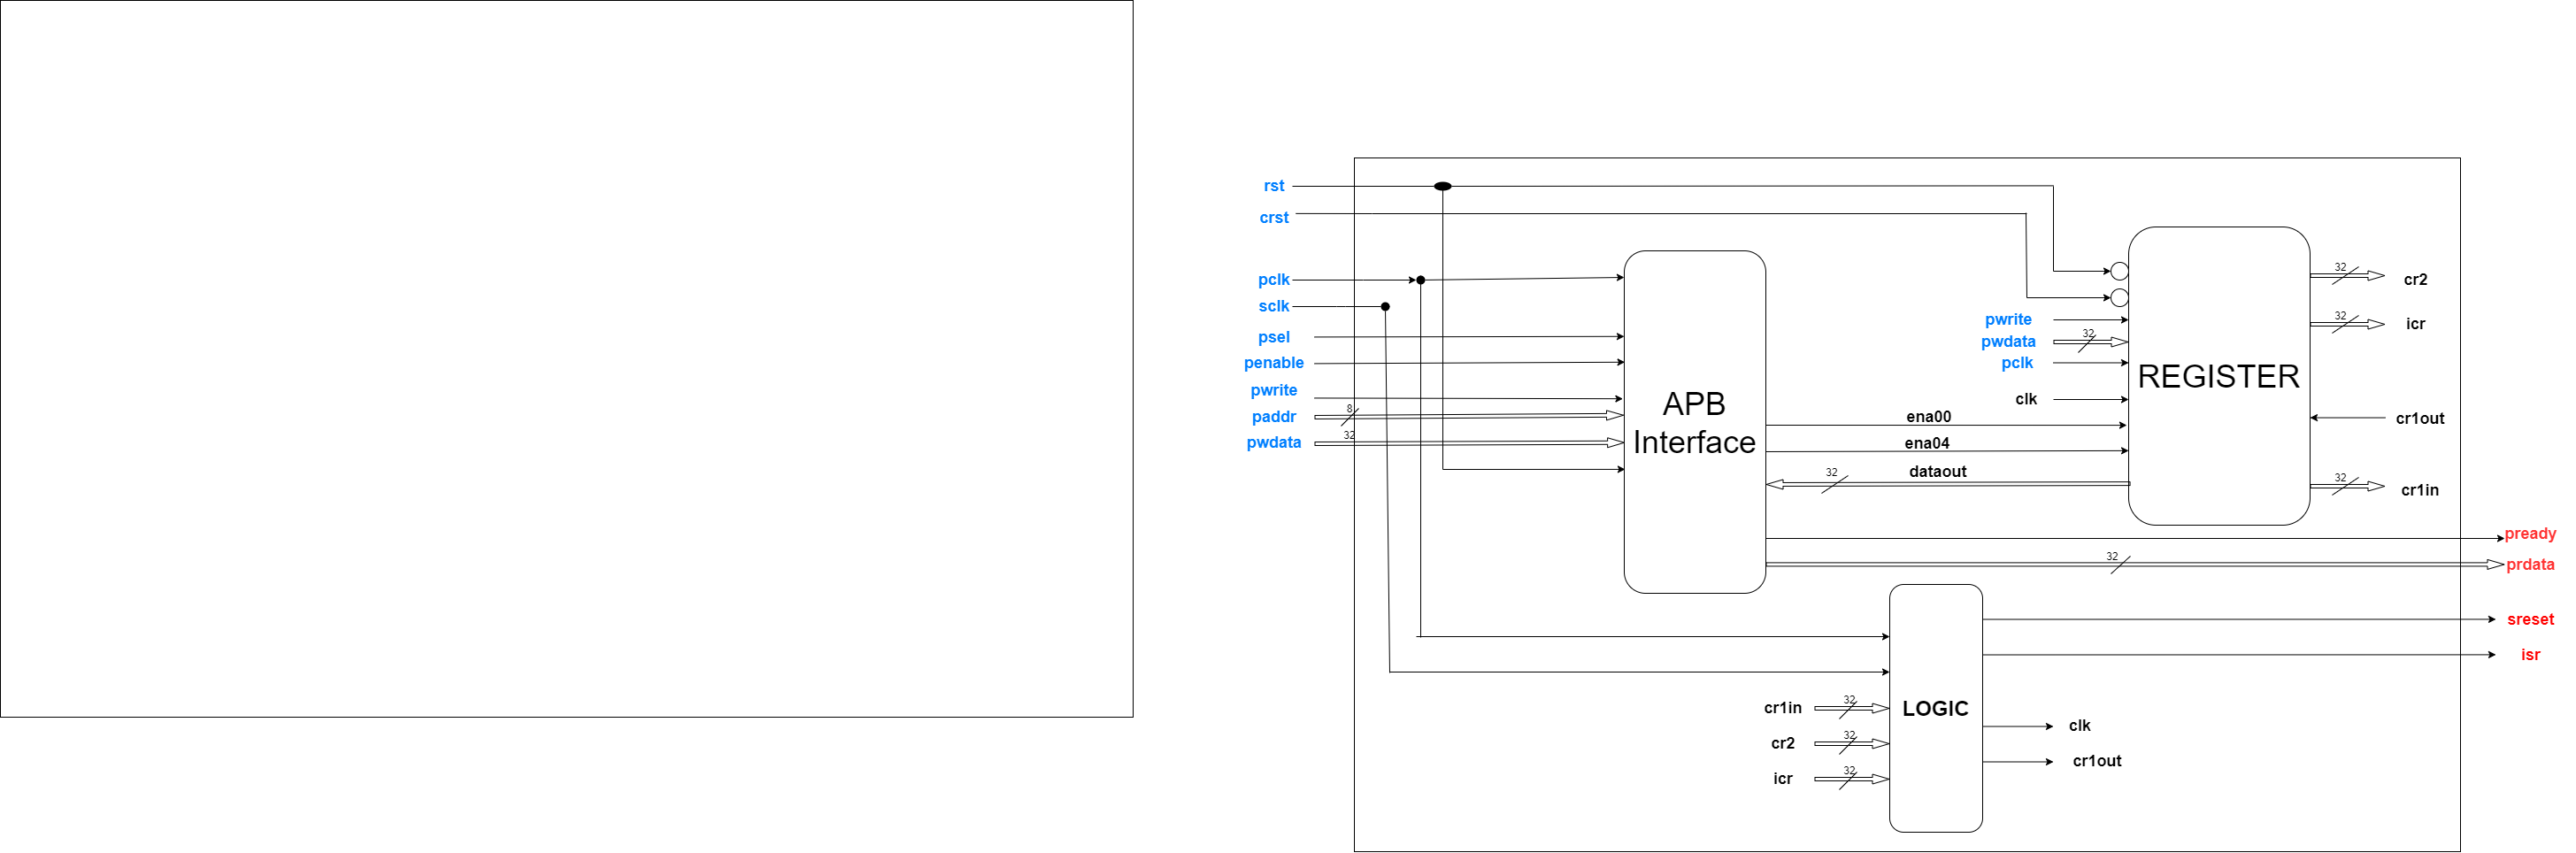 rst
crst
pclk
sclk
psel
penable
pwrite
paddr
8
pwdata
32
APB
Interface
ena00
ena04
dataout
32
pwrite
pwdata
32
pclk
clk
REGISTER
32
cr2
32
icr
cr1out
32
cr1in
pready
32
prdata
sreset
isr
LOGIC
cr1in
32
cr2
32
icr
32
clk
cr1out